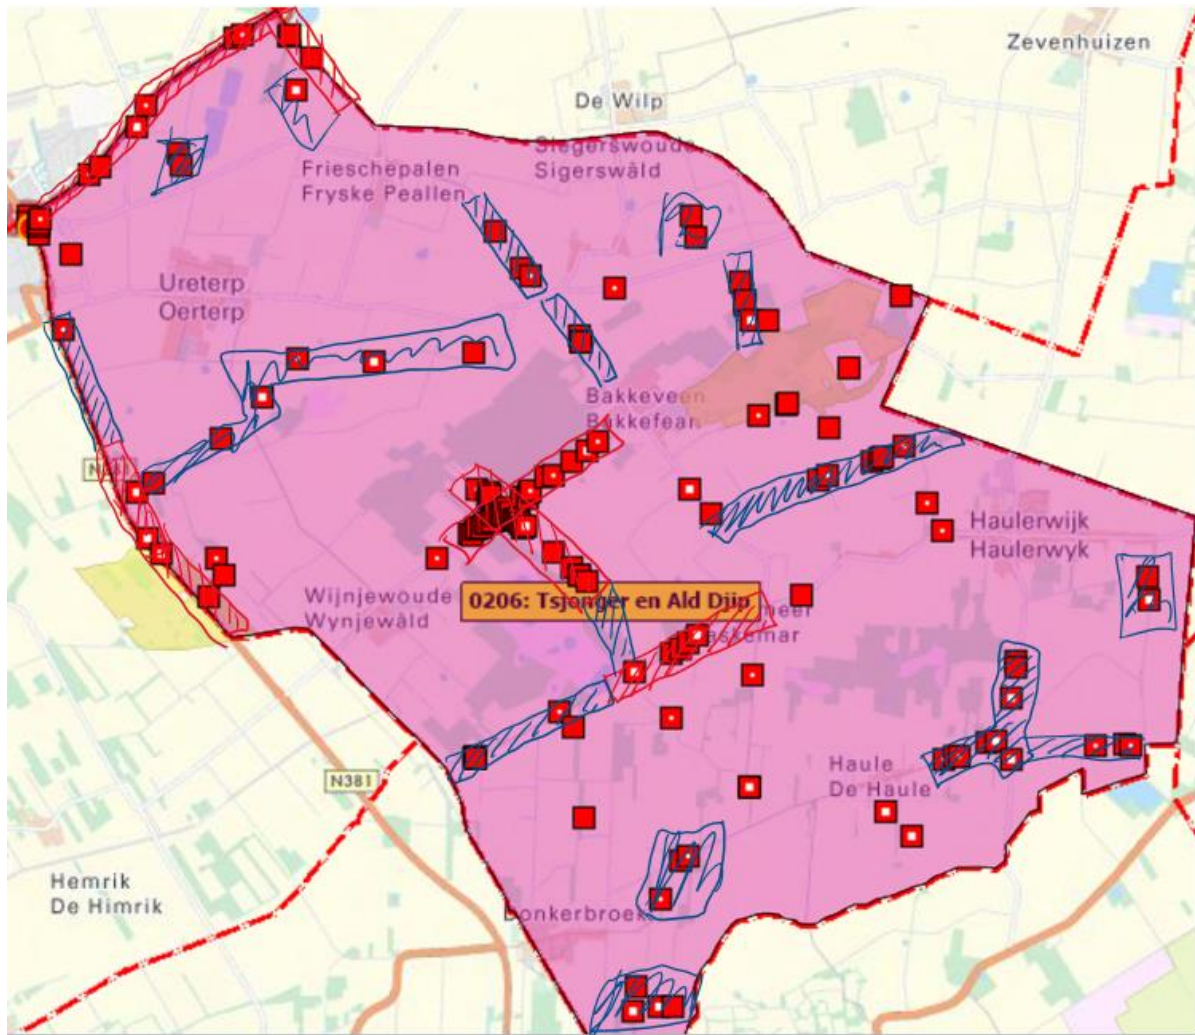 Zevenhuizen
De Wilp
Siegerswoude
Sigerswâld
Frieschepalen
Fryske Peallen
Ureterp
Oerterp
Bakkeveen
Bakkefean
Haulerwijk
Haulerwyk
Wijnjewoude
Wynjewâld
0206: Tsjonger en Ald Djip
N381
Haule
De Haule
Hemrik
De Himrik
Donkerbroek